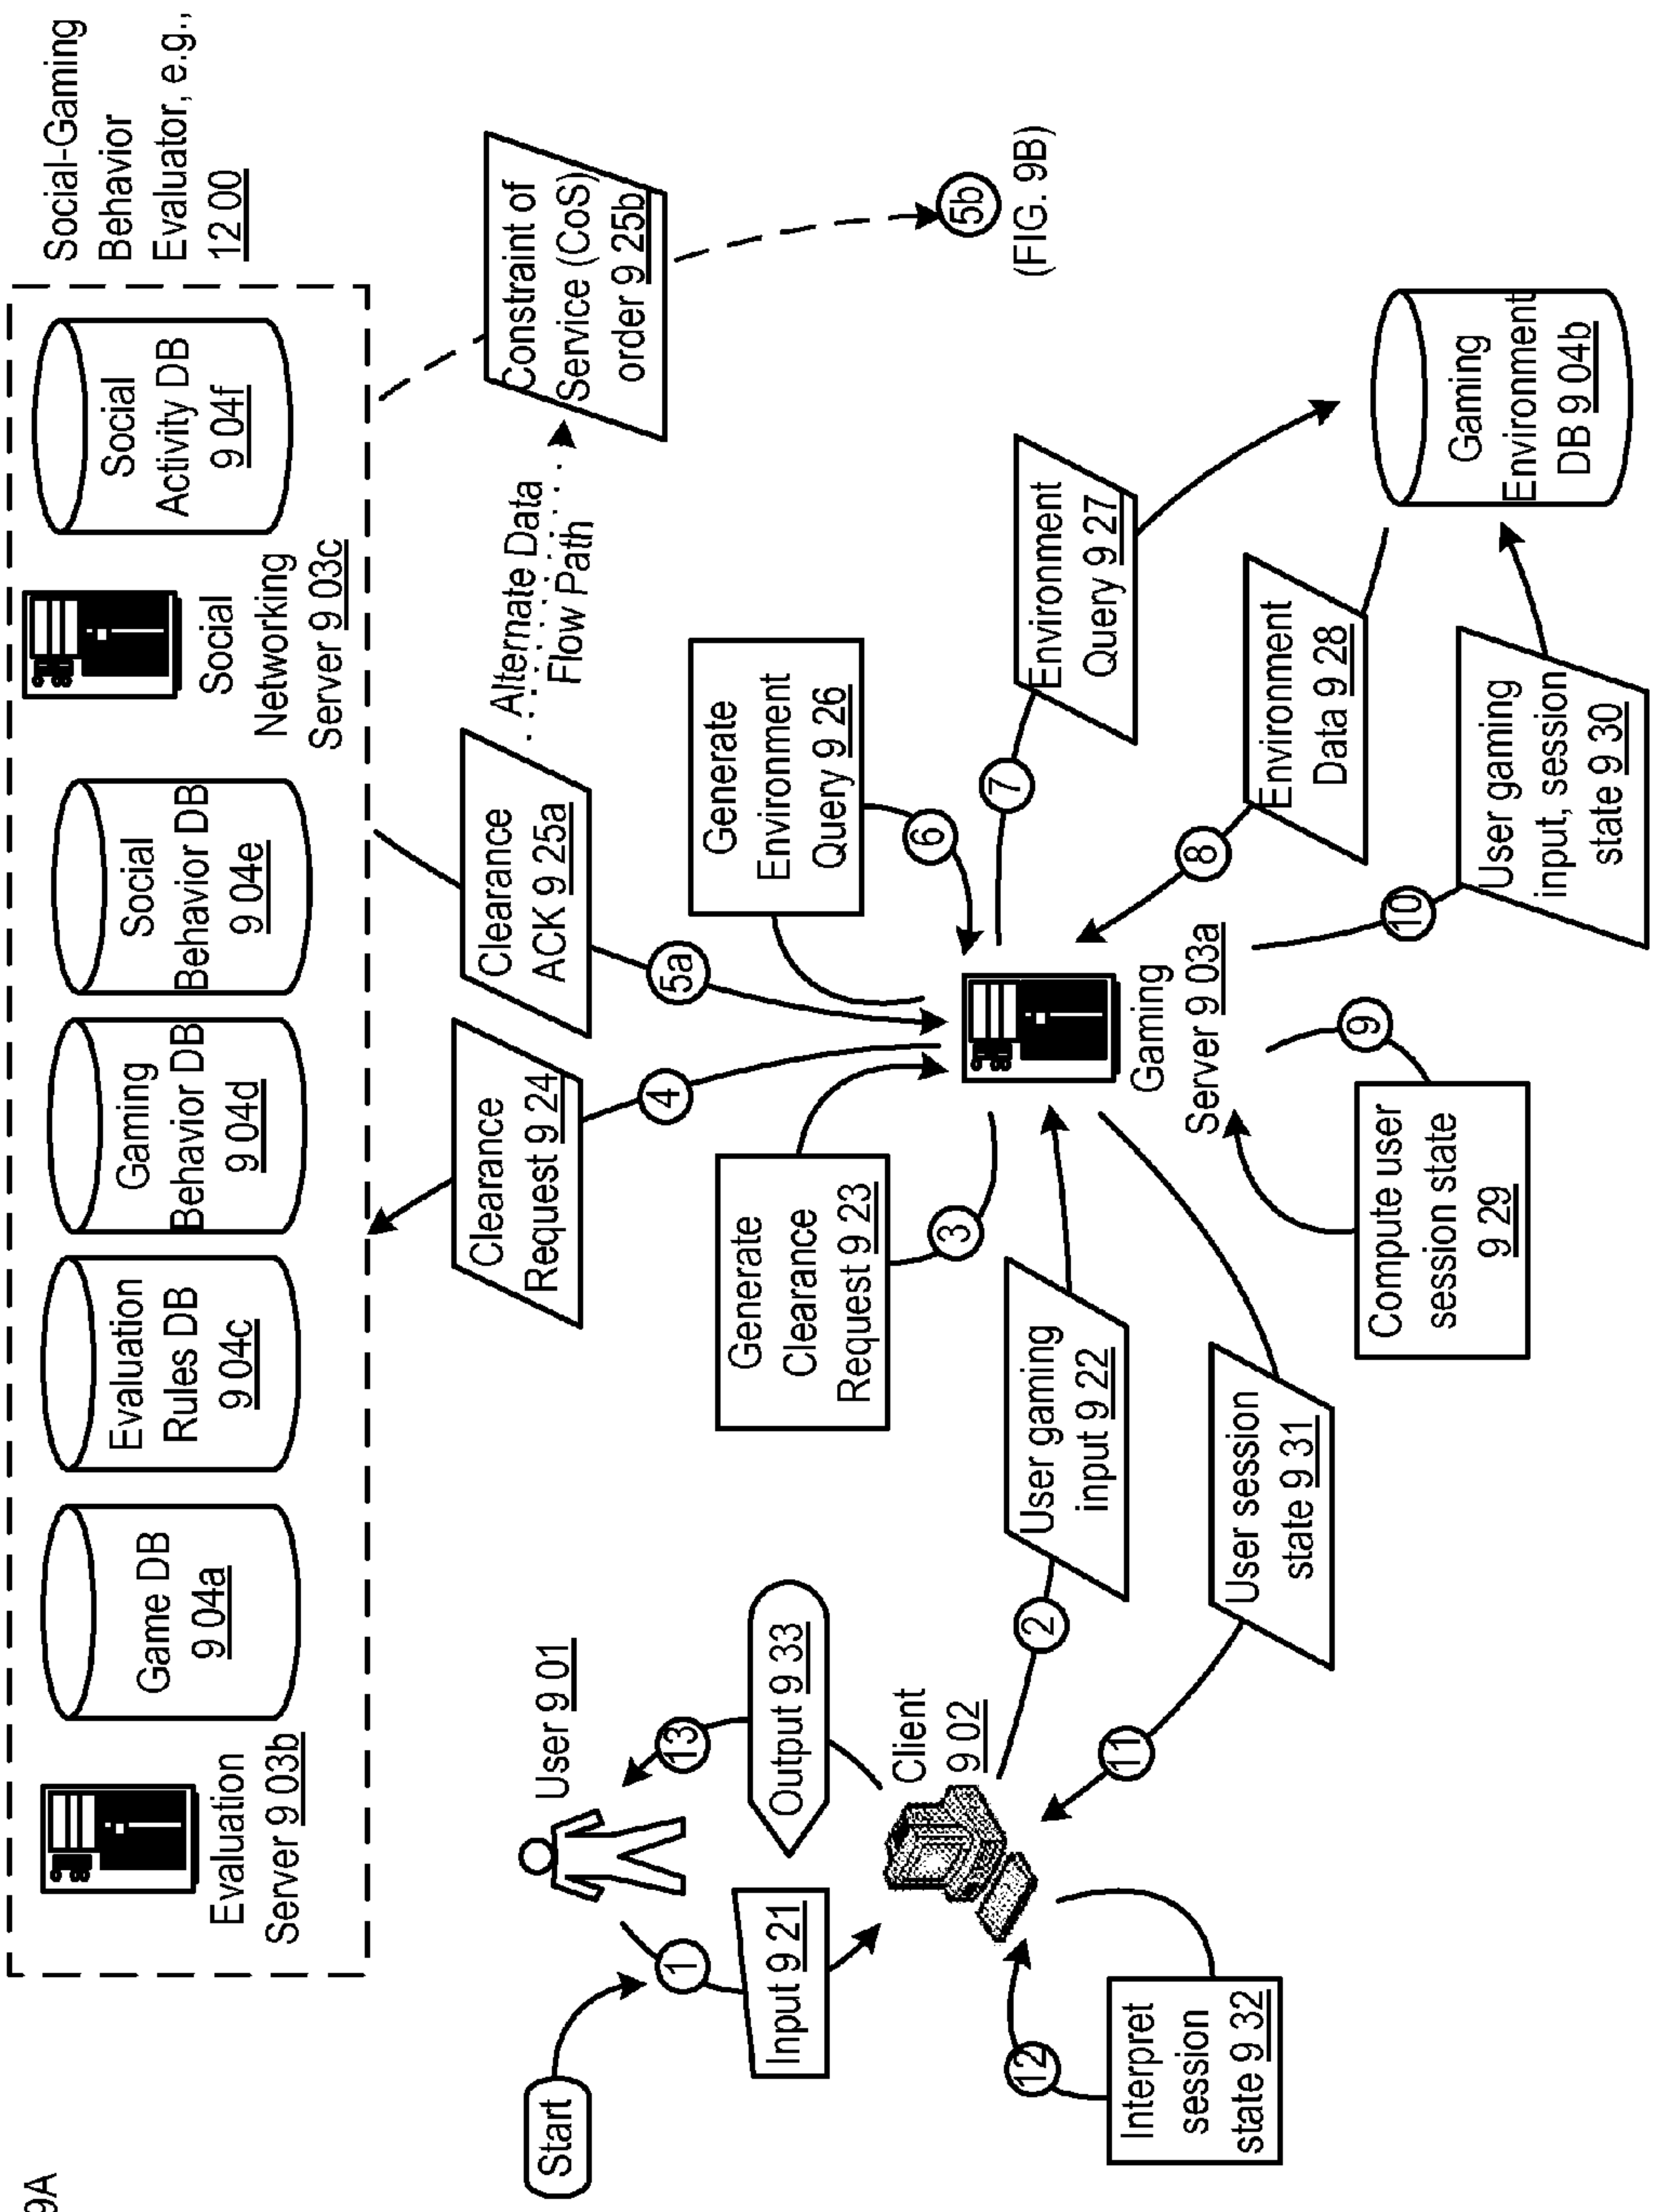 9A
Evaluation
Server 9 03b
Game DB
9 04a
Evaluation
Rules DB
9 04c
Gaming
Behavior DB
9 04d
Social
Behavior DB
9 04e
Social
Networking
Server 9 03c
Social
Activity DB
9 04f
Social-Gaming
Behavior
Evaluator, e.g.,
12 00
Start
1
Input 9 21
User 9 01
13
Output 9 33
Client
9 02
12
Interpret
session
state 9 32
2
User gaming
input 9 22
11
User session
state 9 31
Generate
Clearance
Request 9 23
3
Clearance
Request 9 24
4
Clearance
ACK 9 25a
5a
Alternate Data
Flow Path
Constraint of
Service (CoS)
order 9 25b
5b
(FIG. 9B)
Generate
Environment
Query 9 26
6
Gaming
Server 9 03a
7
Environment
Query 9 27
8
Environment
Data 9 28
Gaming
Environment
DB 9 04b
9
Compute user
session state
9 29
10
User gaming
input, session
state 9 30